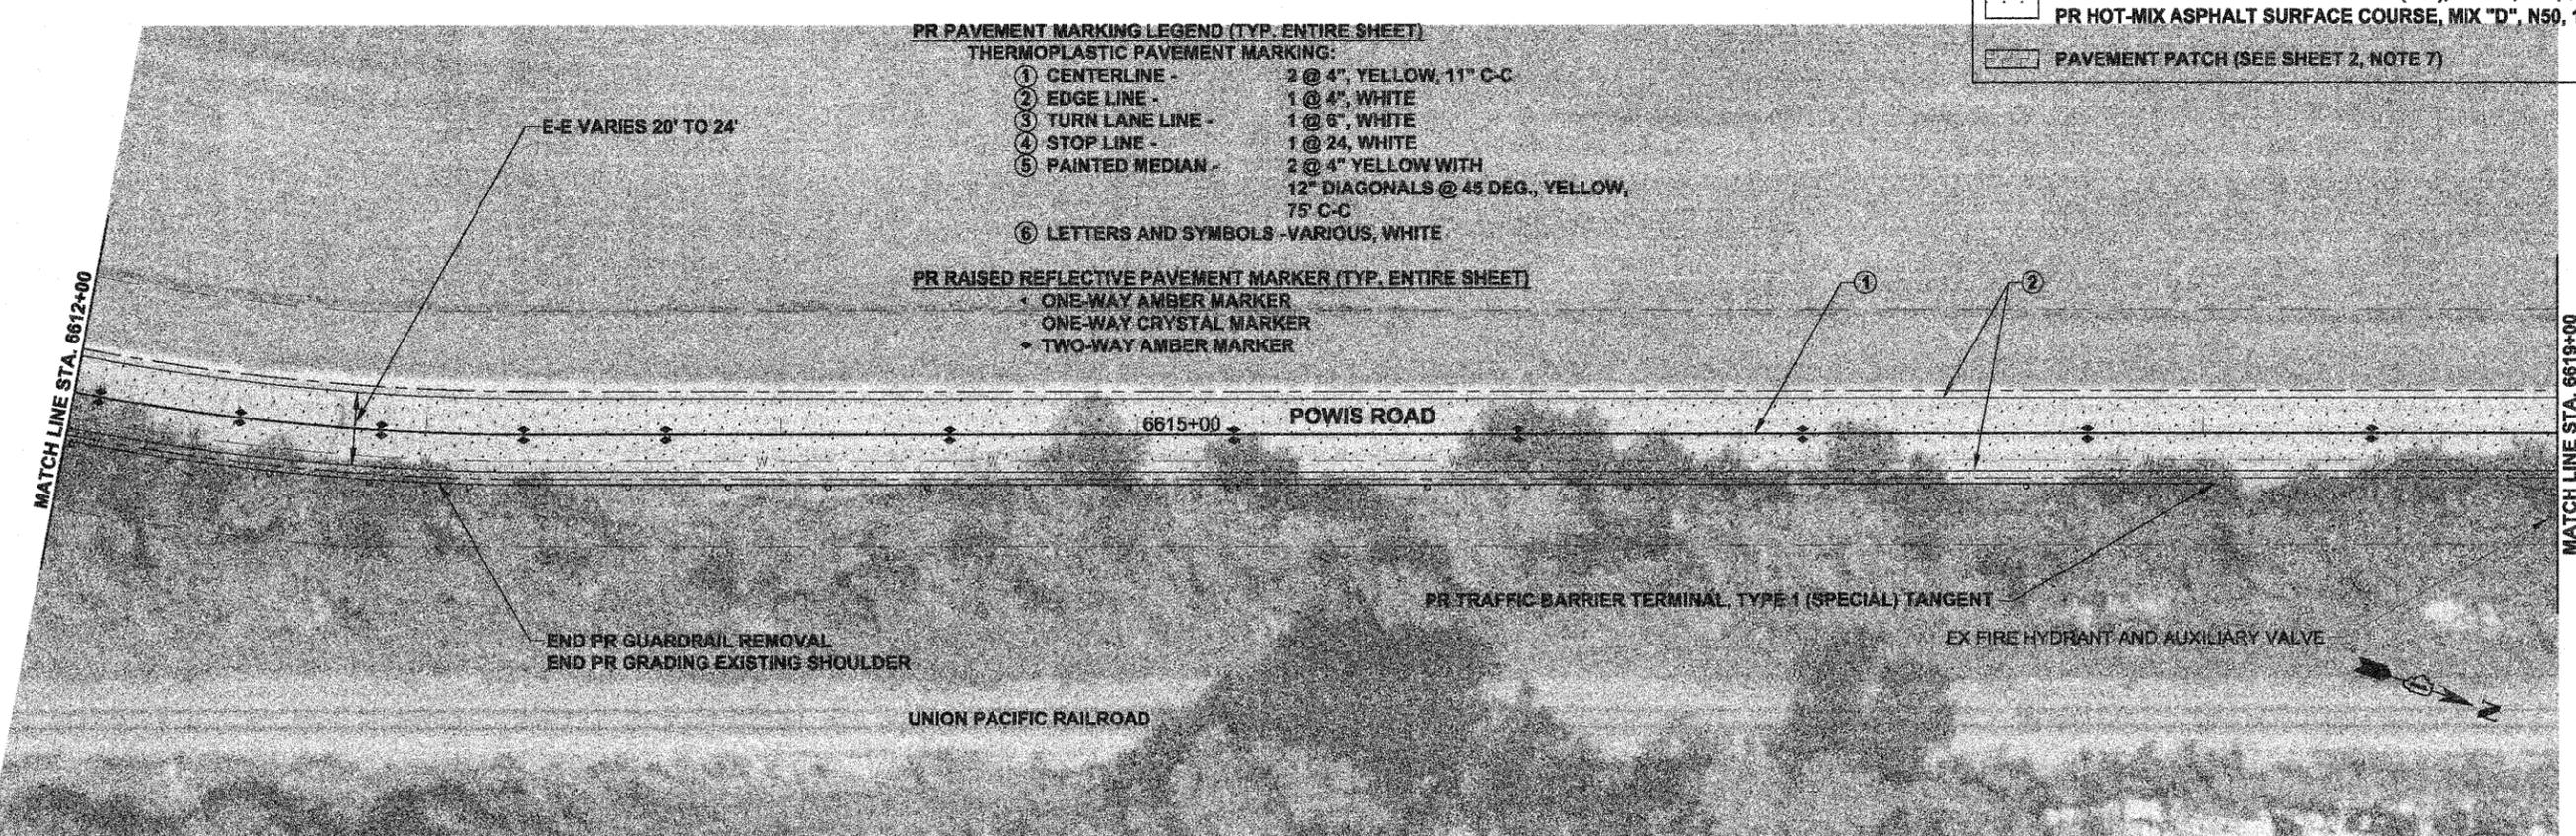 PR HOT-MIX ASPHALT SURFACE COURSE, MIX "D", N50,
PAVEMENT PATCH (SEE SHEET 2, NOTE 7)
PR PAVEMENT MARKING LEGEND (TYP. ENTIRE SHEET)
THERMOPLASTIC PAVEMENT MARKING:
① CENTERLINE - 2 @ 4", YELLOW, 11" C-C
② EDGE LINE - 1 @ 4", WHITE
③ TURN LANE LINE - 1 @ 6", WHITE
④ STOP LINE - 1 @ 24, WHITE
⑤ PAINTED MEDIAN - 2 @ 4" YELLOW WITH
12" DIAGONALS @ 45 DEG., YELLOW,
75' C-C
⑥ LETTERS AND SYMBOLS - VARIOUS, WHITE
PR RAISED REFLECTIVE PAVEMENT MARKER (TYP. ENTIRE SHEET)
ONE-WAY AMBER MARKER
ONE-WAY CRYSTAL MARKER
TWO-WAY AMBER MARKER
E-E VARIES 20' TO 24'
① ②
MATCH LINE STA. 6612+00
6615+00 POWIS ROAD
MATCH LINE STA. 6619+00
PR TRAFFIC BARRIER TERMINAL, TYPE 1 (SPECIAL) TANGENT
EX FIRE HYDRANT AND AUXILIARY VALVE
END PR GUARDRAIL REMOVAL
END PR GRADING EXISTING SHOULDER
UNION PACIFIC RAILROAD
N